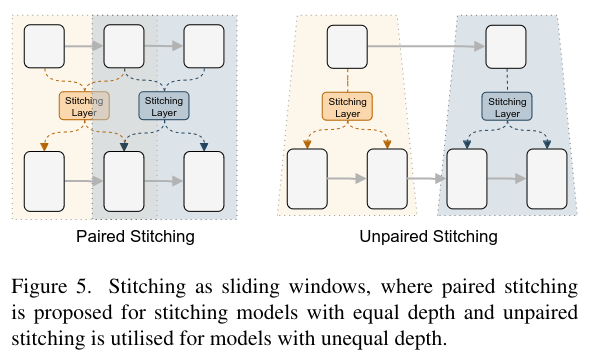 Stitching
Layer
Stitching
Layer
Stitching
Layer
Stitching
Layer
Paired Stitching
Unpaired Stitching
Figure 5. Stitching as sliding windows, where paired stitching
is proposed for stitching models with equal depth and unpaired
stitching is utilised for models with unequal depth.